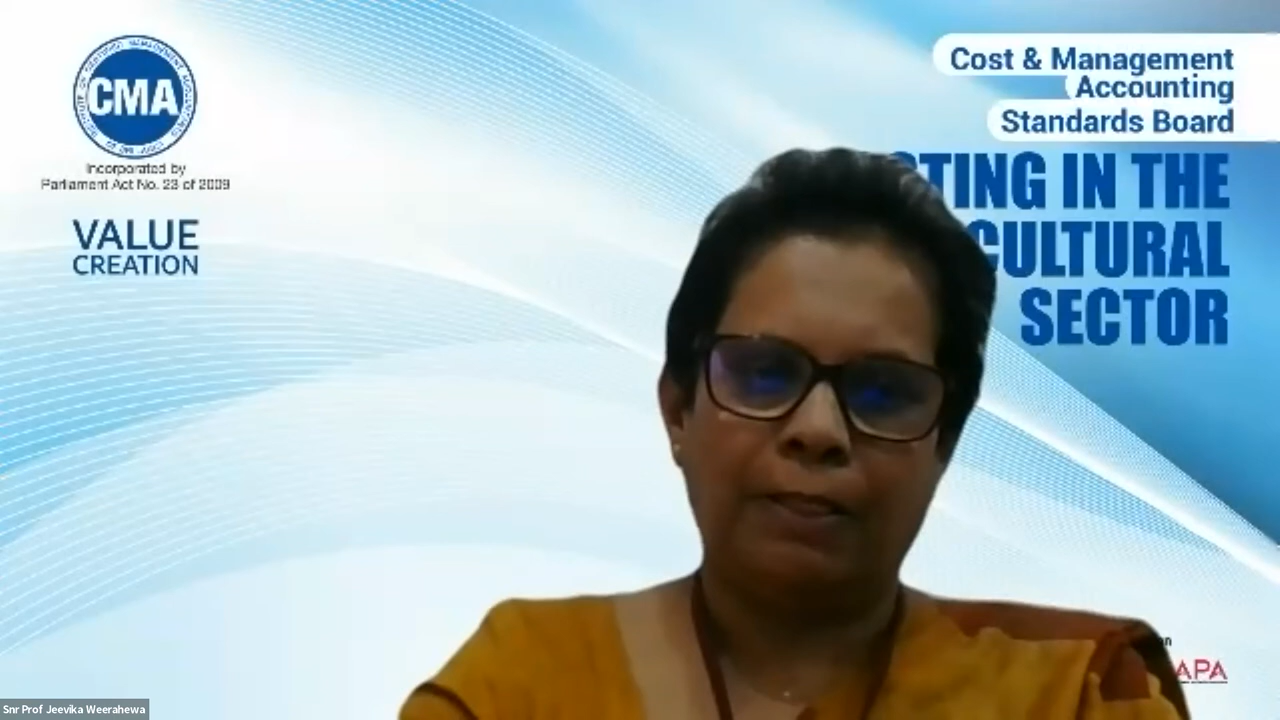 CMA
Incorporated by
Parliament Act No. 23 of 2009
VALUE
CREATION
Cost & Management
Accounting
Standards Board
TING IN THE
CULTURAL
SECTOR
APA
Snr Prof Jeevika Weerahewa